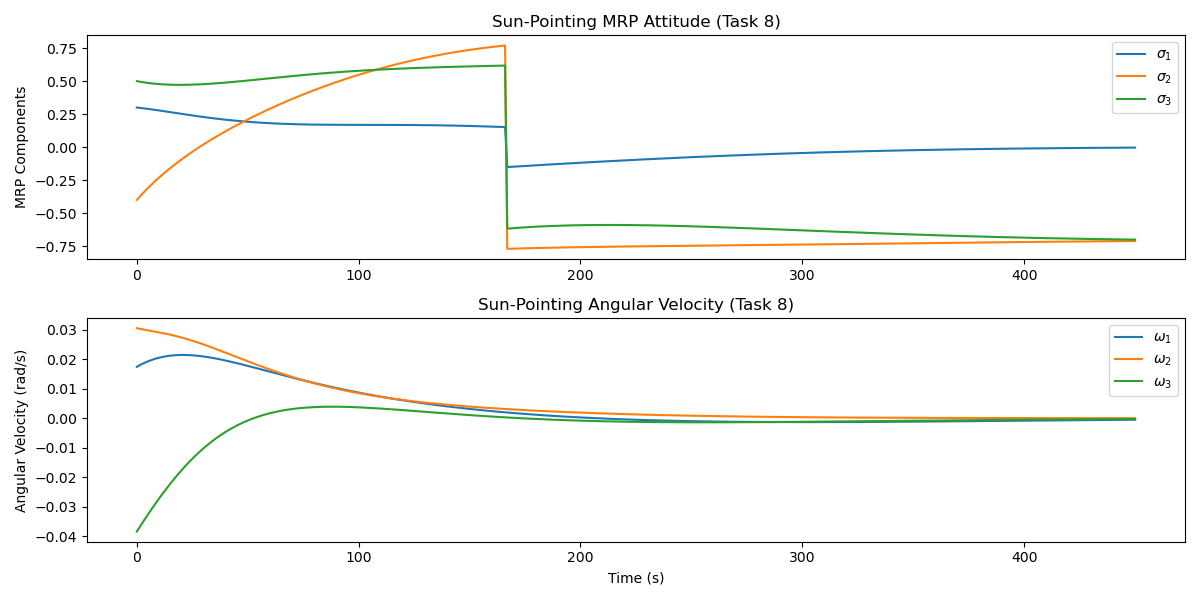 Sun-Pointing MRP Attitude (Task 8)
MRP Components
0.75
0.50
0.25
0.00
−0.25
−0.50
−0.75
σ₁
σ₂
σ₃
0 100 200 300 400
Sun-Pointing Angular Velocity (Task 8)
Angular Velocity (rad/s)
0.03
0.02
0.01
0.00
−0.01
−0.02
−0.03
−0.04
ω₁
ω₂
ω₃
0 100 200 300 400
Time (s)